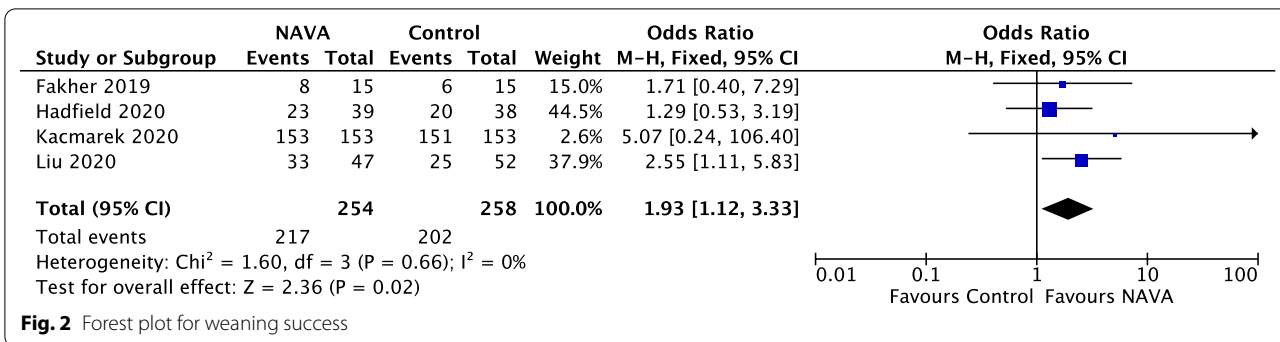 NAVA Control Odds Ratio Odds Ratio
Study or Subgroup Events Total Events Total Weight M-H, Fixed, 95% CI M-H, Fixed, 95% CI
Fakher 2019 8 15 6 15 15.0% 1.71 [0.40, 7.29]
Hadfield 2020 23 39 20 38 44.5% 1.29 [0.53, 3.19]
Kacmarek 2020 153 153 151 153 2.6% 5.07 [0.24, 106.40]
Liu 2020 33 47 25 52 37.9% 2.55 [1.11, 5.83]
Total (95% CI) 254 258 100.0% 1.93 [1.12, 3.33]
Total events 217 202
Heterogeneity: Chi² = 1.60, df = 3 (P = 0.66); I² = 0%
Test for overall effect: Z = 2.36 (P = 0.02)
0.01 0.1 1 10 100
Favours Control Favours NAVA
Fig. 2 Forest plot for weaning success